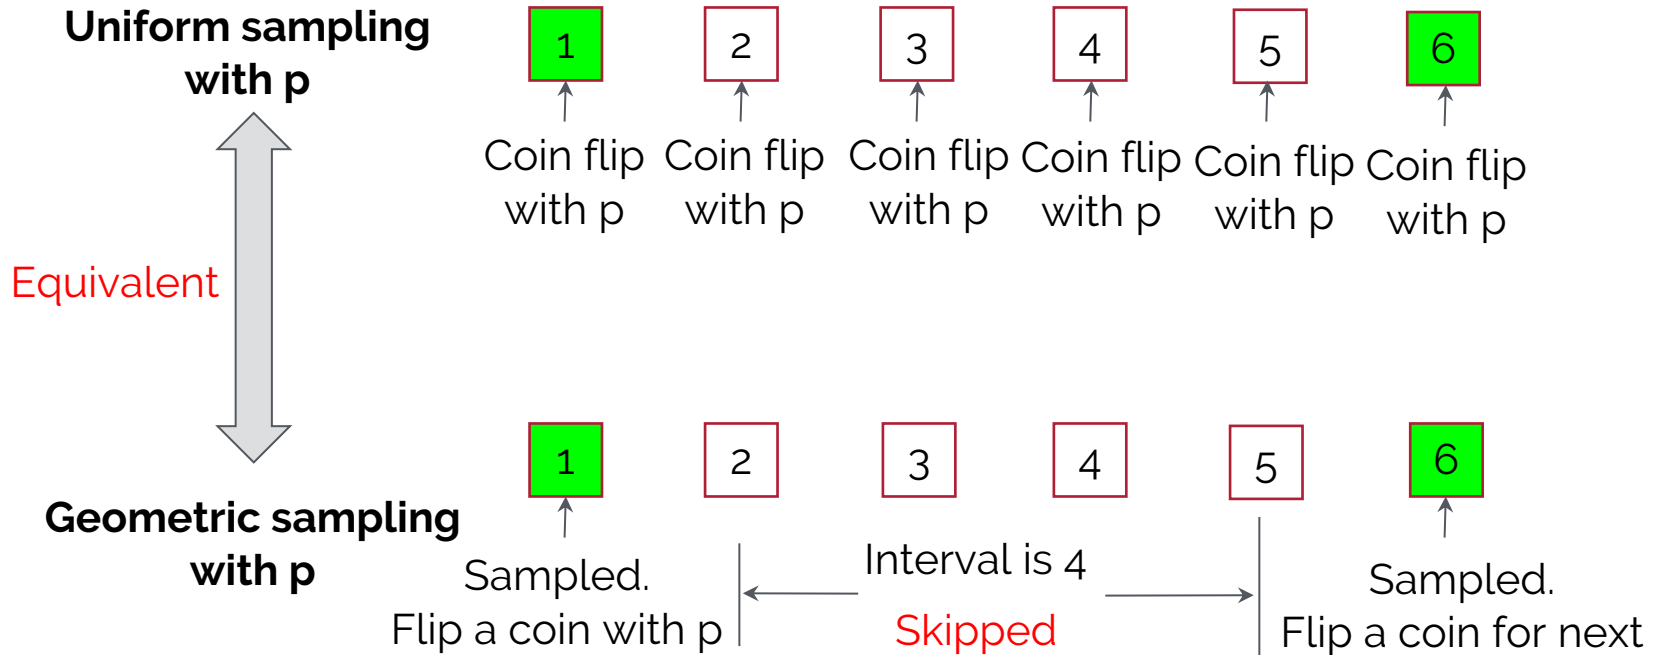 Uniform sampling
with p
1
2
3
4
5
6
Coin flip
with p
Coin flip
with p
Coin flip
with p
Coin flip
with p
Coin flip
with p
Coin flip
with p
Equivalent
Geometric sampling
with p
1
2
3
4
5
6
Sampled.
Flip a coin with p
Interval is 4
Skipped
Sampled.
Flip a coin for next